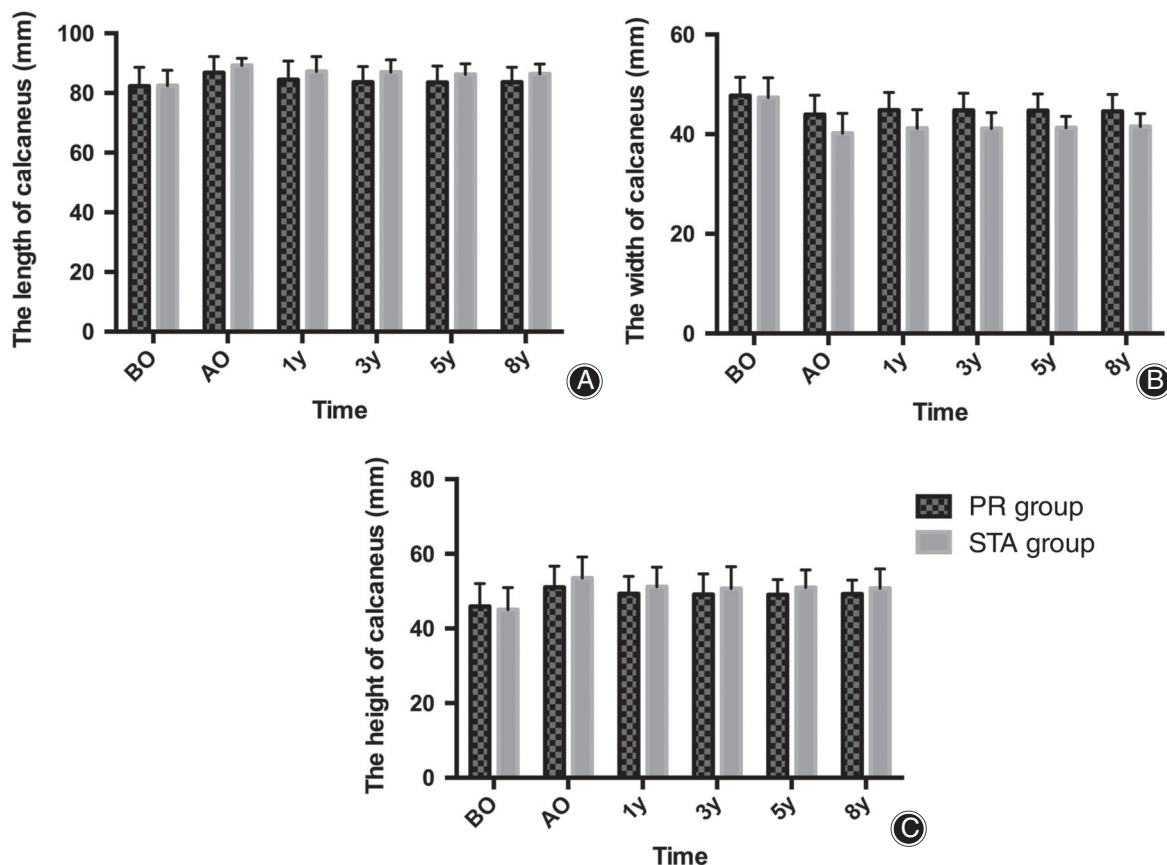 The length of calcaneus (mm)
100
80
60
40
20
0
BO AO 1y 3y 5y 8y
Time
A
The width of calcaneus (mm)
60
40
20
0
BO AO 1y 3y 5y 8y
Time
B
The height of calcaneus (mm)
80
60
40
20
0
BO AO 1y 3y 5y 8y
Time
C
PR group
STA group